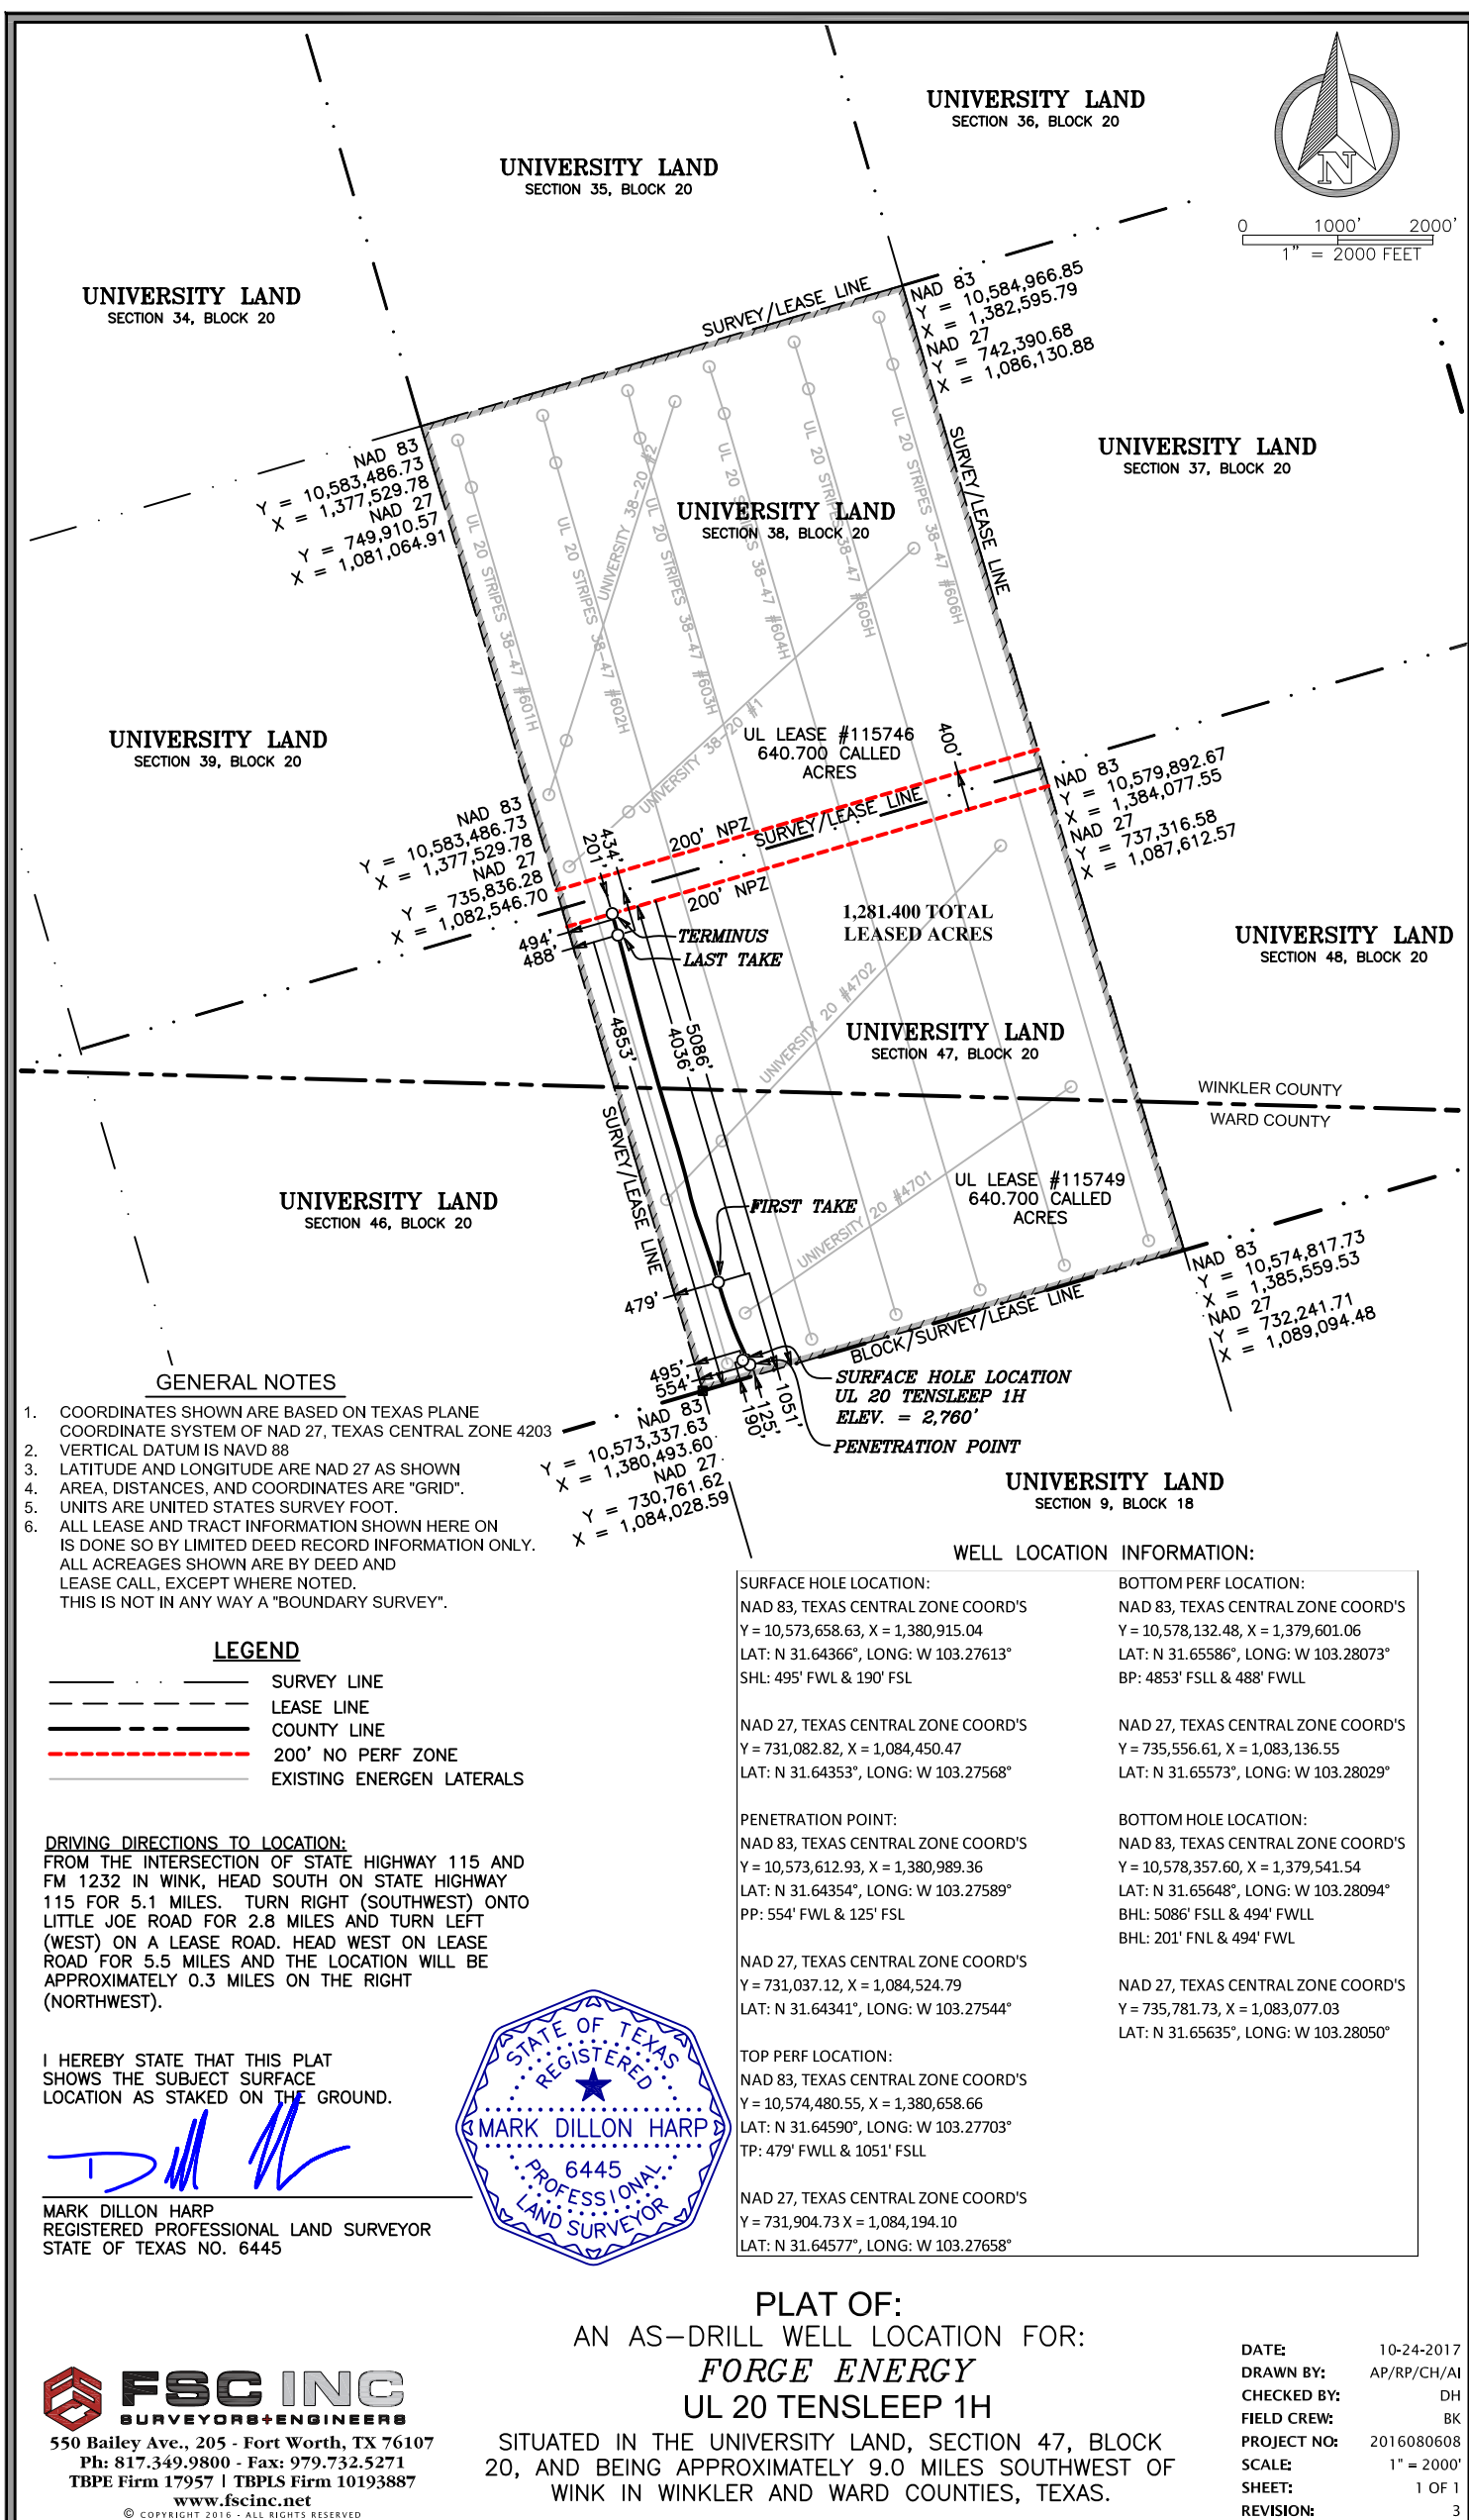 UNIVERSITY LAND
SECTION 36, BLOCK 20
UNIVERSITY LAND
SECTION 35, BLOCK 20
N
0 1000' 2000'
1" = 2000 FEET
UNIVERSITY LAND
SECTION 34, BLOCK 20
SURVEY/LEASE LINE
NAD 83
Y = 10,584,966.85
X = 1,382,595.79
NAD 27
Y = 742,390.68
X = 1,086,130.88
NAD 83
Y = 10,583,486.73
X = 1,377,529.78
NAD 27
Y = 749,910.57
X = 1,081,064.91
UNIVERSITY LAND
SECTION 37, BLOCK 20
SURVEY/LEASE LINE
UNIVERSITY LAND
SECTION 38, BLOCK 20
UL 20 STRIPES 38-47 #601H
UL 20 STRIPES 38-47 #602H
UNIVERSITY 38-20 #2
UL 20 STRIPES 38-47 #603H
UL 20 STRIPES 38-47 #604H
UL 20 STRIPES 38-47 #605H
UL 20 STRIPES 38-47 #606H
UNIVERSITY 38-20 #1
UNIVERSITY LAND
SECTION 39, BLOCK 20
UL LEASE #115746
640.700 CALLED
ACRES
400'
NAD 83
Y = 10,579,892.67
X = 1,384,077.55
NAD 27
Y = 737,316.58
X = 1,087,612.57
NAD 83
Y = 10,583,486.73
X = 1,377,529.78
NAD 27
Y = 735,836.28
X = 1,082,546.70
434'
201'
200' NPZ
SURVEY/LEASE LINE
200' NPZ
494'
488'
TERMINUS
LAST TAKE
1,281.400 TOTAL
LEASED ACRES
UNIVERSITY LAND
SECTION 48, BLOCK 20
UNIVERSITY 20 #4702
4853'
4036'
5086'
UNIVERSITY LAND
SECTION 47, BLOCK 20
WINKLER COUNTY
WARD COUNTY
SURVEY/LEASE LINE
UNIVERSITY LAND
SECTION 46, BLOCK 20
FIRST TAKE
UNIVERSITY 20 #4701
UL LEASE #115749
640.700 CALLED
ACRES
479'
NAD 83
Y = 10,574,817.73
X = 1,385,559.53
NAD 27
Y = 732,241.71
X = 1,089,094.48
BLOCK/SURVEY/LEASE LINE
495'
554'
1051'
125'
190'
SURFACE HOLE LOCATION
UL 20 TENSLEEP 1H
ELEV. = 2,760'
PENETRATION POINT
NAD 83
Y = 10,573,337.63
X = 1,380,493.60
NAD 27
Y = 730,761.62
X = 1,084,028.59
UNIVERSITY LAND
SECTION 9, BLOCK 18
GENERAL NOTES
1. COORDINATES SHOWN ARE BASED ON TEXAS PLANE
COORDINATE SYSTEM OF NAD 27, TEXAS CENTRAL ZONE 4203
2. VERTICAL DATUM IS NAVD 88
3. LATITUDE AND LONGITUDE ARE NAD 27 AS SHOWN
4. AREA, DISTANCES, AND COORDINATES ARE "GRID".
5. UNITS ARE UNITED STATES SURVEY FOOT.
6. ALL LEASE AND TRACT INFORMATION SHOWN HERE ON
IS DONE SO BY LIMITED DEED RECORD INFORMATION ONLY.
ALL ACREAGES SHOWN ARE BY DEED AND
LEASE CALL, EXCEPT WHERE NOTED.
THIS IS NOT IN ANY WAY A "BOUNDARY SURVEY".
LEGEND
SURVEY LINE
LEASE LINE
COUNTY LINE
200' NO PERF ZONE
EXISTING ENERGEN LATERALS
DRIVING DIRECTIONS TO LOCATION:
FROM THE INTERSECTION OF STATE HIGHWAY 115 AND
FM 1232 IN WINK, HEAD SOUTH ON STATE HIGHWAY
115 FOR 5.1 MILES. TURN RIGHT (SOUTHWEST) ONTO
LITTLE JOE ROAD FOR 2.8 MILES AND TURN LEFT
(WEST) ON A LEASE ROAD. HEAD WEST ON LEASE
ROAD FOR 5.5 MILES AND THE LOCATION WILL BE
APPROXIMATELY 0.3 MILES ON THE RIGHT
(NORTHWEST).
I HEREBY STATE THAT THIS PLAT
SHOWS THE SUBJECT SURFACE
LOCATION AS STAKED ON THE GROUND.
MARK DILLON HARP
REGISTERED PROFESSIONAL LAND SURVEYOR
STATE OF TEXAS NO. 6445
STATE OF TEXAS
REGISTERED
MARK DILLON HARP
6445
PROFESSIONAL
LAND SURVEYOR
WELL LOCATION INFORMATION:
SURFACE HOLE LOCATION:
NAD 83, TEXAS CENTRAL ZONE COORD'S
Y = 10,573,658.63, X = 1,380,915.04
LAT: N 31.64366°, LONG: W 103.27613°
SHL: 495' FWL & 190' FSL
NAD 27, TEXAS CENTRAL ZONE COORD'S
Y = 731,082.82, X = 1,084,450.47
LAT: N 31.64353°, LONG: W 103.27568°
PENETRATION POINT:
NAD 83, TEXAS CENTRAL ZONE COORD'S
Y = 10,573,612.93, X = 1,380,989.36
LAT: N 31.64354°, LONG: W 103.27589°
PP: 554' FWL & 125' FSL
NAD 27, TEXAS CENTRAL ZONE COORD'S
Y = 731,037.12, X = 1,084,524.79
LAT: N 31.64341°, LONG: W 103.27544°
TOP PERF LOCATION:
NAD 83, TEXAS CENTRAL ZONE COORD'S
Y = 10,574,480.55, X = 1,380,658.66
LAT: N 31.64590°, LONG: W 103.27703°
TP: 479' FWLL & 1051' FSLL
NAD 27, TEXAS CENTRAL ZONE COORD'S
Y = 731,904.73 X = 1,084,194.10
LAT: N 31.64577°, LONG: W 103.27658°
BOTTOM PERF LOCATION:
NAD 83, TEXAS CENTRAL ZONE COORD'S
Y = 10,578,132.48, X = 1,379,601.06
LAT: N 31.65586°, LONG: W 103.28073°
BP: 4853' FSLL & 488' FWLL
NAD 27, TEXAS CENTRAL ZONE COORD'S
Y = 735,556.61, X = 1,083,136.55
LAT: N 31.65573°, LONG: W 103.28029°
BOTTOM HOLE LOCATION:
NAD 83, TEXAS CENTRAL ZONE COORD'S
Y = 10,578,357.60, X = 1,379,541.54
LAT: N 31.65648°, LONG: W 103.28094°
BHL: 5086' FSLL & 494' FWLL
BHL: 201' FNL & 494' FWL
NAD 27, TEXAS CENTRAL ZONE COORD'S
Y = 735,781.73, X = 1,083,077.03
LAT: N 31.65635°, LONG: W 103.28050°
PLAT OF:
AN AS-DRILL WELL LOCATION FOR:
FORGE ENERGY
UL 20 TENSLEEP 1H
SITUATED IN THE UNIVERSITY LAND, SECTION 47, BLOCK
20, AND BEING APPROXIMATELY 9.0 MILES SOUTHWEST OF
WINK IN WINKLER AND WARD COUNTIES, TEXAS.
FSC INC
SURVEYORS+ENGINEERS
550 Bailey Ave., 205 - Fort Worth, TX 76107
Ph: 817.349.9800 - Fax: 979.732.5271
TBPE Firm 17957 | TBPLS Firm 10193887
www.fscinc.net
© COPYRIGHT 2016 - ALL RIGHTS RESERVED
DATE: 10-24-2017
DRAWN BY: AP/RP/CH/AI
CHECKED BY: DH
FIELD CREW: BK
PROJECT NO: 2016080608
SCALE: 1" = 2000'
SHEET: 1 OF 1
REVISION: 3